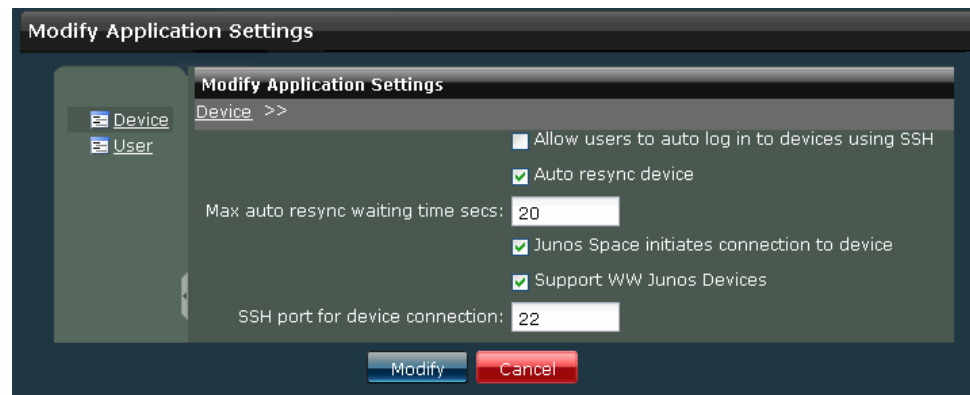 Modify Application Settings
Device
User
Modify Application Settings
Device >>
Allow users to auto log in to devices using SSH
Auto resync device
Max auto resync waiting time secs: 20
Junos Space initiates connection to device
Support WW Junos Devices
SSH port for device connection: 22
Modify Cancel